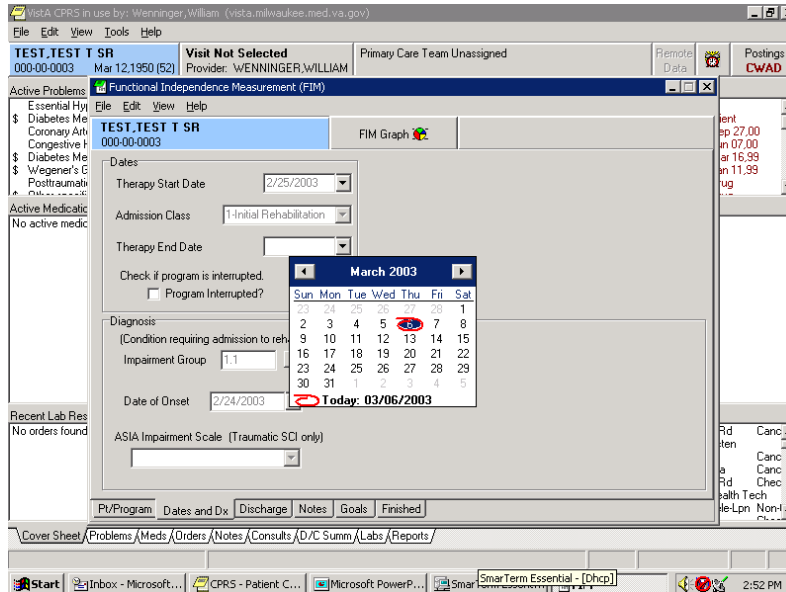 VistA CPRS in use by: Wenninger,William (vista.milwaukee.med.va.gov)
File Edit View Tools Help
TEST,TEST T SR
000-00-0003 Mar 12,1950 (52)
Visit Not Selected
Provider: WENNINGER,WILLIAM
Primary Care Team Unassigned
Remote
Data
Postings
CWAD
Active Problems
Essential Hy
$ Diabetes Me
Coronary Art
Congestive H
$ Diabetes Me
$ Wegener's G
Posttraumati
Active Medicatio
No active medic
Recent Lab Res
No orders found
Functional Independence Measurement (FIM)
File Edit View Help
TEST,TEST T SR
000-00-0003
FIM Graph
Dates
Therapy Start Date 2/25/2003
Admission Class 1-Initial Rehabilitation
Therapy End Date
Check if program is interrupted.
Program Interrupted?
March 2003
Sun Mon Tue Wed Thu Fri Sat
23 24 25 26 27 28 1
2 3 4 5 6 7 8
9 10 11 12 13 14 15
16 17 18 19 20 21 22
23 24 25 26 27 28 29
30 31 1 2 3 4 5
Today: 03/06/2003
Diagnosis
(Condition requiring admission to reh
Impairment Group 1.1
Date of Onset 2/24/2003
ASIA Impairment Scale (Traumatic SCI only)
Pt/Program Dates and Dx Discharge Notes Goals Finished
ient
ep 27,00
un 07,00
ar 16,99
an 11,99
rug
Rd Canc
sten
Canc
a Canc
Rd Chec
ealth Tech
le-Lpn Non-
Cover Sheet Problems Meds Orders Notes Consults D/C Summ Labs Reports
Start Inbox - Microsoft... CPRS - Patient C... Microsoft PowerP... Smar
SmarTerm Essential - [Dhcp]
2:52 PM